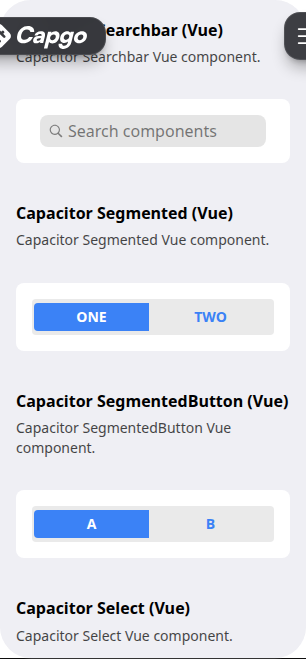 Capgo
Searchbar (Vue)
Capacitor Searchbar Vue component.
Search components
Capacitor Segmented (Vue)
Capacitor Segmented Vue component.
ONE
TWO
Capacitor SegmentedButton (Vue)
Capacitor SegmentedButton Vue
component.
A
B
Capacitor Select (Vue)
Capacitor Select Vue component.